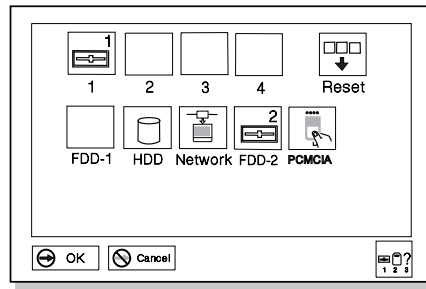 1
1 2 3 4 Reset
2
FDD-1 HDD Network FDD-2 PCMCIA
OK Cancel
?
1 2 3